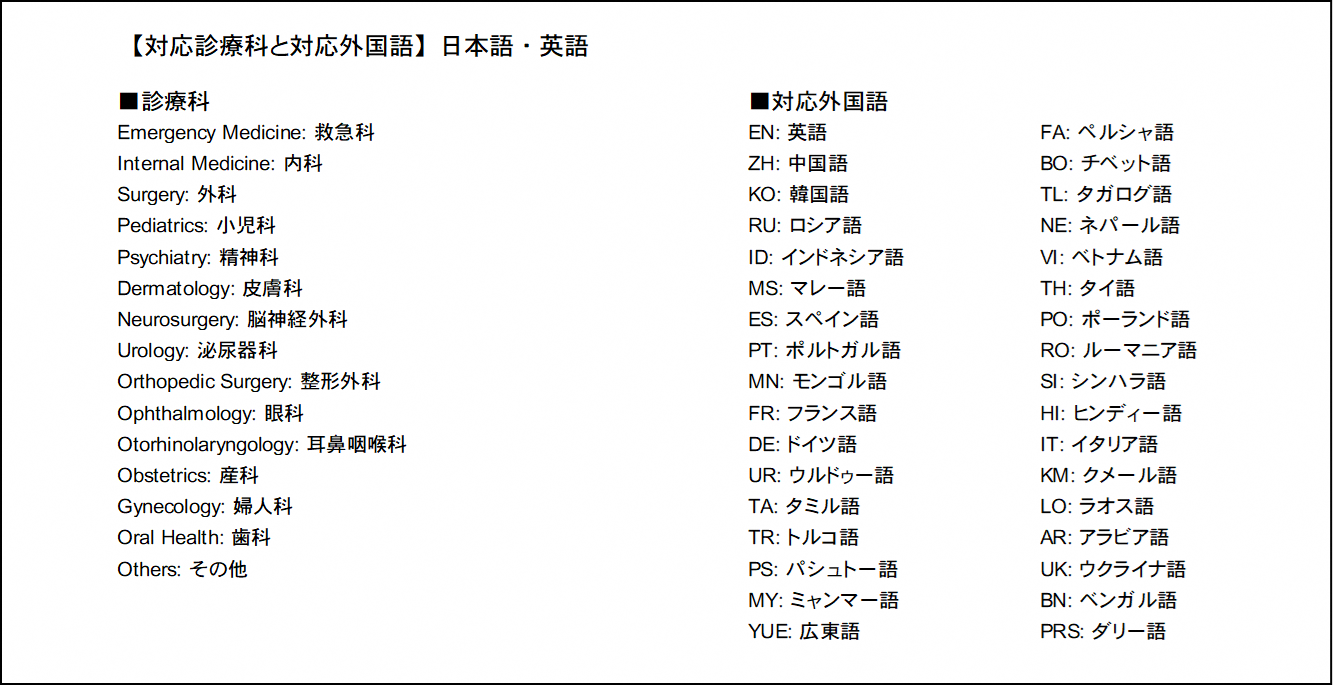 【対応診療科と対応外国語】 日本語・英語
■診療科
Emergency Medicine: 救急科
Internal Medicine: 内科
Surgery: 外科
Pediatrics: 小児科
Psychiatry: 精神科
Dermatology: 皮膚科
Neurosurgery: 脳神経外科
Urology: 泌尿器科
Orthopedic Surgery: 整形外科
Ophthalmology: 眼科
Otorhinolaryngology: 耳鼻咽喉科
Obstetrics: 産科
Gynecology: 婦人科
Oral Health: 歯科
Others: その他
■対応外国語
EN: 英語
ZH: 中国語
KO: 韓国語
RU: ロシア語
ID: インドネシア語
MS: マレー語
ES: スペイン語
PT: ポルトガル語
MN: モンゴル語
FR: フランス語
DE: ドイツ語
UR: ウルドゥー語
TA: タミル語
TR: トルコ語
PS: パシュトー語
MY: ミャンマー語
YUE: 広東語
FA: ペルシャ語
BO: チベット語
TL: タガログ語
NE: ネパール語
VI: ベトナム語
TH: タイ語
PO: ポーランド語
RO: ルーマニア語
SI: シンハラ語
HI: ヒンディー語
IT: イタリア語
KM: クメール語
LO: ラオス語
AR: アラビア語
UK: ウクライナ語
BN: ベンガル語
PRS: ダリー語